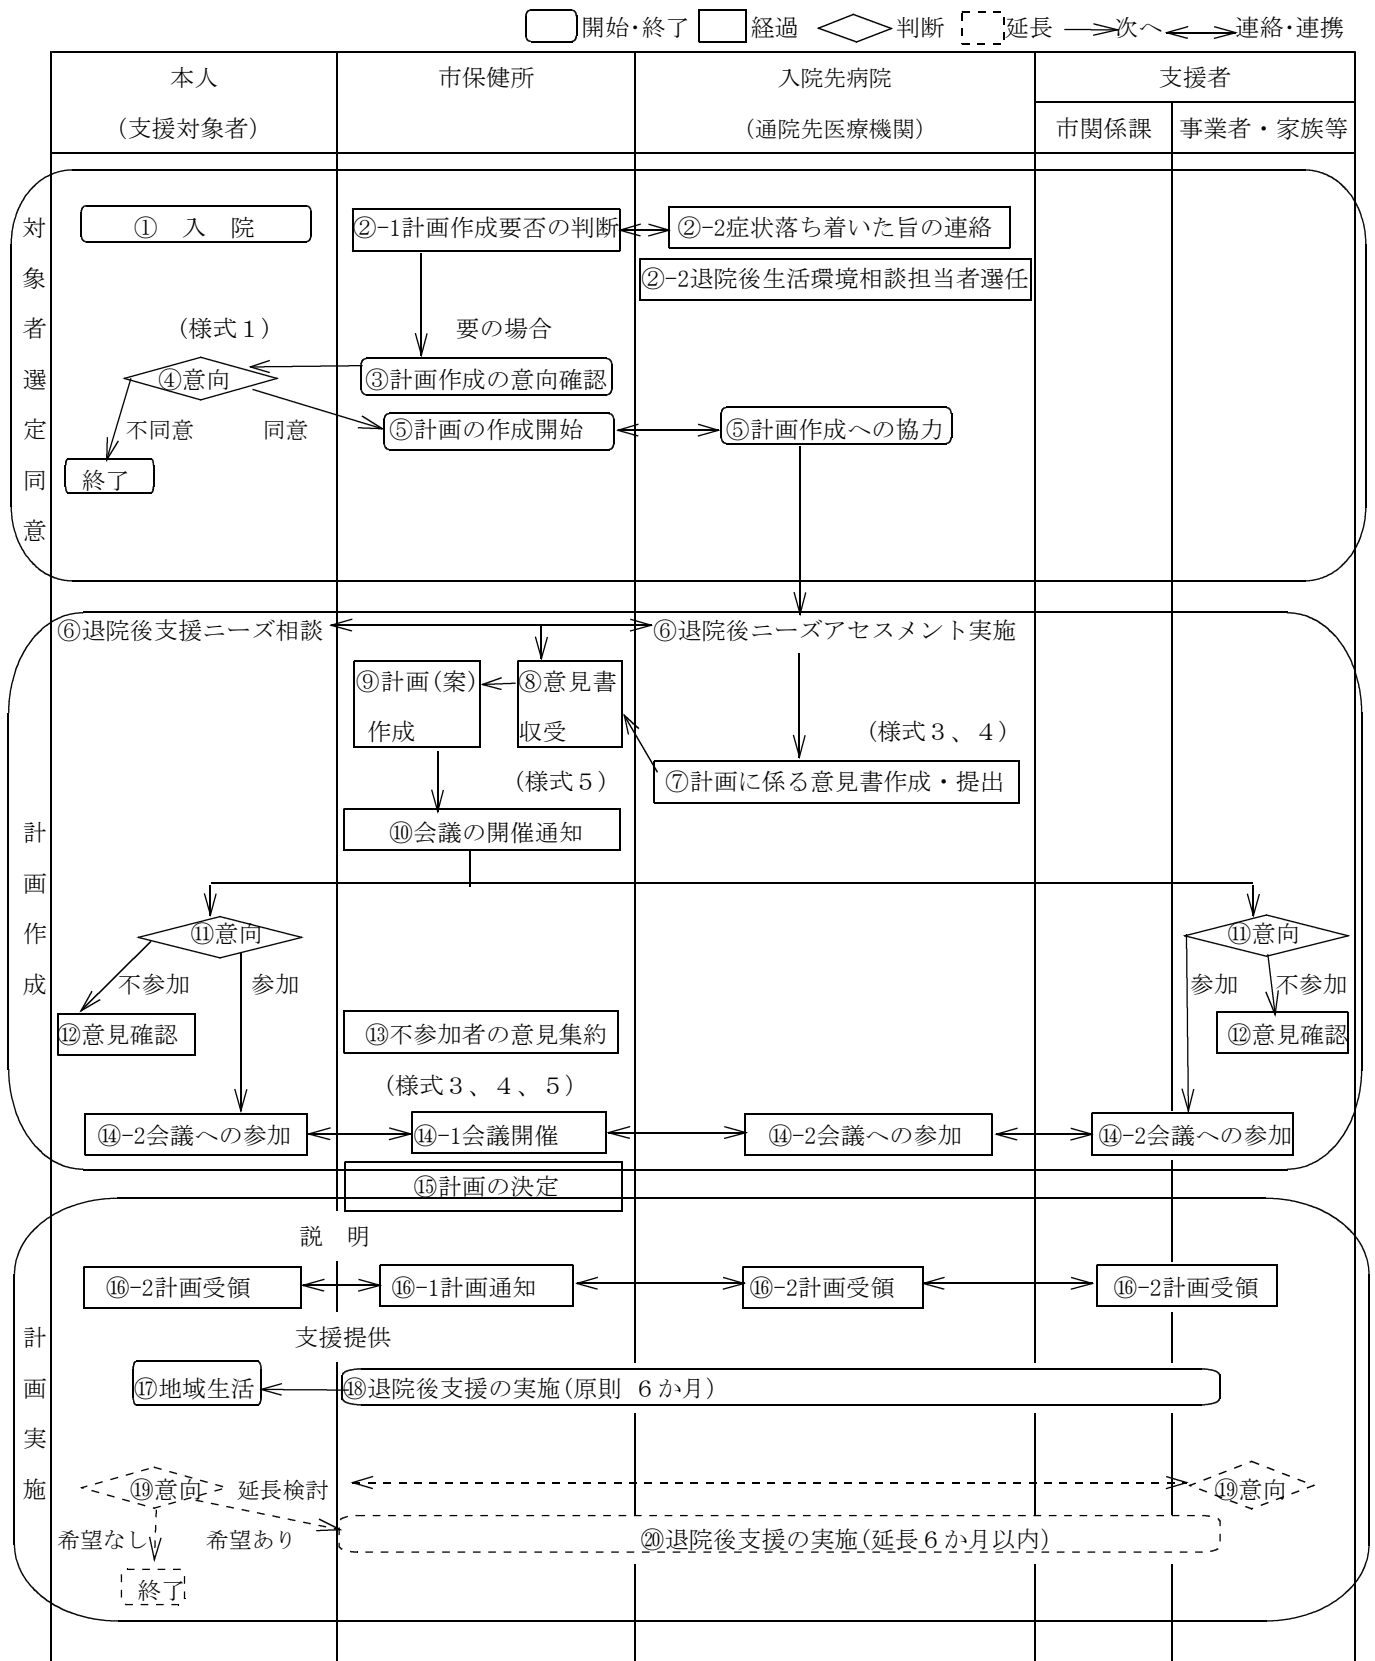 開始・終了 経過 判断 延長 次へ 連絡・連携
本人 市保健所 入院先病院 支援者
(支援対象者) (通院先医療機関) 市関係課 事業者・家族等
対象者選定同意
① 入 院 ②-1計画作成要否の判断 ②-2症状落ち着いた旨の連絡
②-2退院後生活環境相談担当者選任
(様式１) 要の場合
④意向 ③計画作成の意向確認
不同意 同意 ⑤計画の作成開始 ⑤計画作成への協力
終了
計画作成
⑥退院後支援ニーズ相談 ⑥退院後ニーズアセスメント実施
⑨計画(案) ⑧意見書
作成 収受 (様式３、４)
(様式５) ⑦計画に係る意見書作成・提出
⑩会議の開催通知
⑪意向 ⑪意向
不参加 参加 参加 不参加
⑫意見確認 ⑬不参加者の意見集約 ⑫意見確認
(様式３、４、５)
⑭-2会議への参加 ⑭-1会議開催 ⑭-2会議への参加 ⑭-2会議への参加
⑮計画の決定
計画実施
説 明
⑯-2計画受領 ⑯-1計画通知 ⑯-2計画受領 ⑯-2計画受領
支援提供
⑰地域生活 ⑱退院後支援の実施(原則 ６か月)
⑲意向 延長検討 ⑲意向
希望なし 希望あり ⑳退院後支援の実施(延長６か月以内)
終了